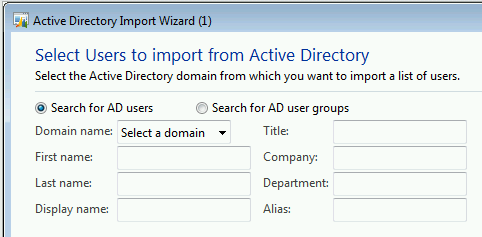 Active Directory Import Wizard (1)
Select Users to import from Active Directory
Select the Active Directory domain from which you want to import a list of users.
Search for AD users Search for AD user groups
Domain name: Select a domain Title:
First name: Company:
Last name: Department:
Display name: Alias: